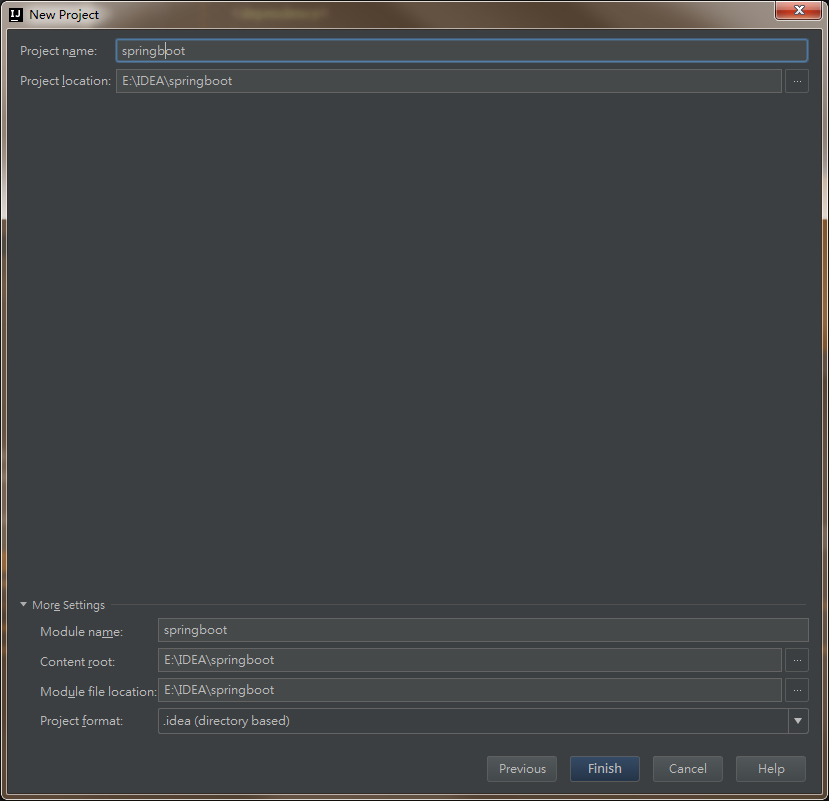 IJ New Project
Project name: springboot
Project location: E:\IDEA\springboot ...
More Settings
Module name: springboot
Content root: E:\IDEA\springboot ...
Module file location: E:\IDEA\springboot ...
Project format: .idea (directory based)
Previous Finish Cancel Help